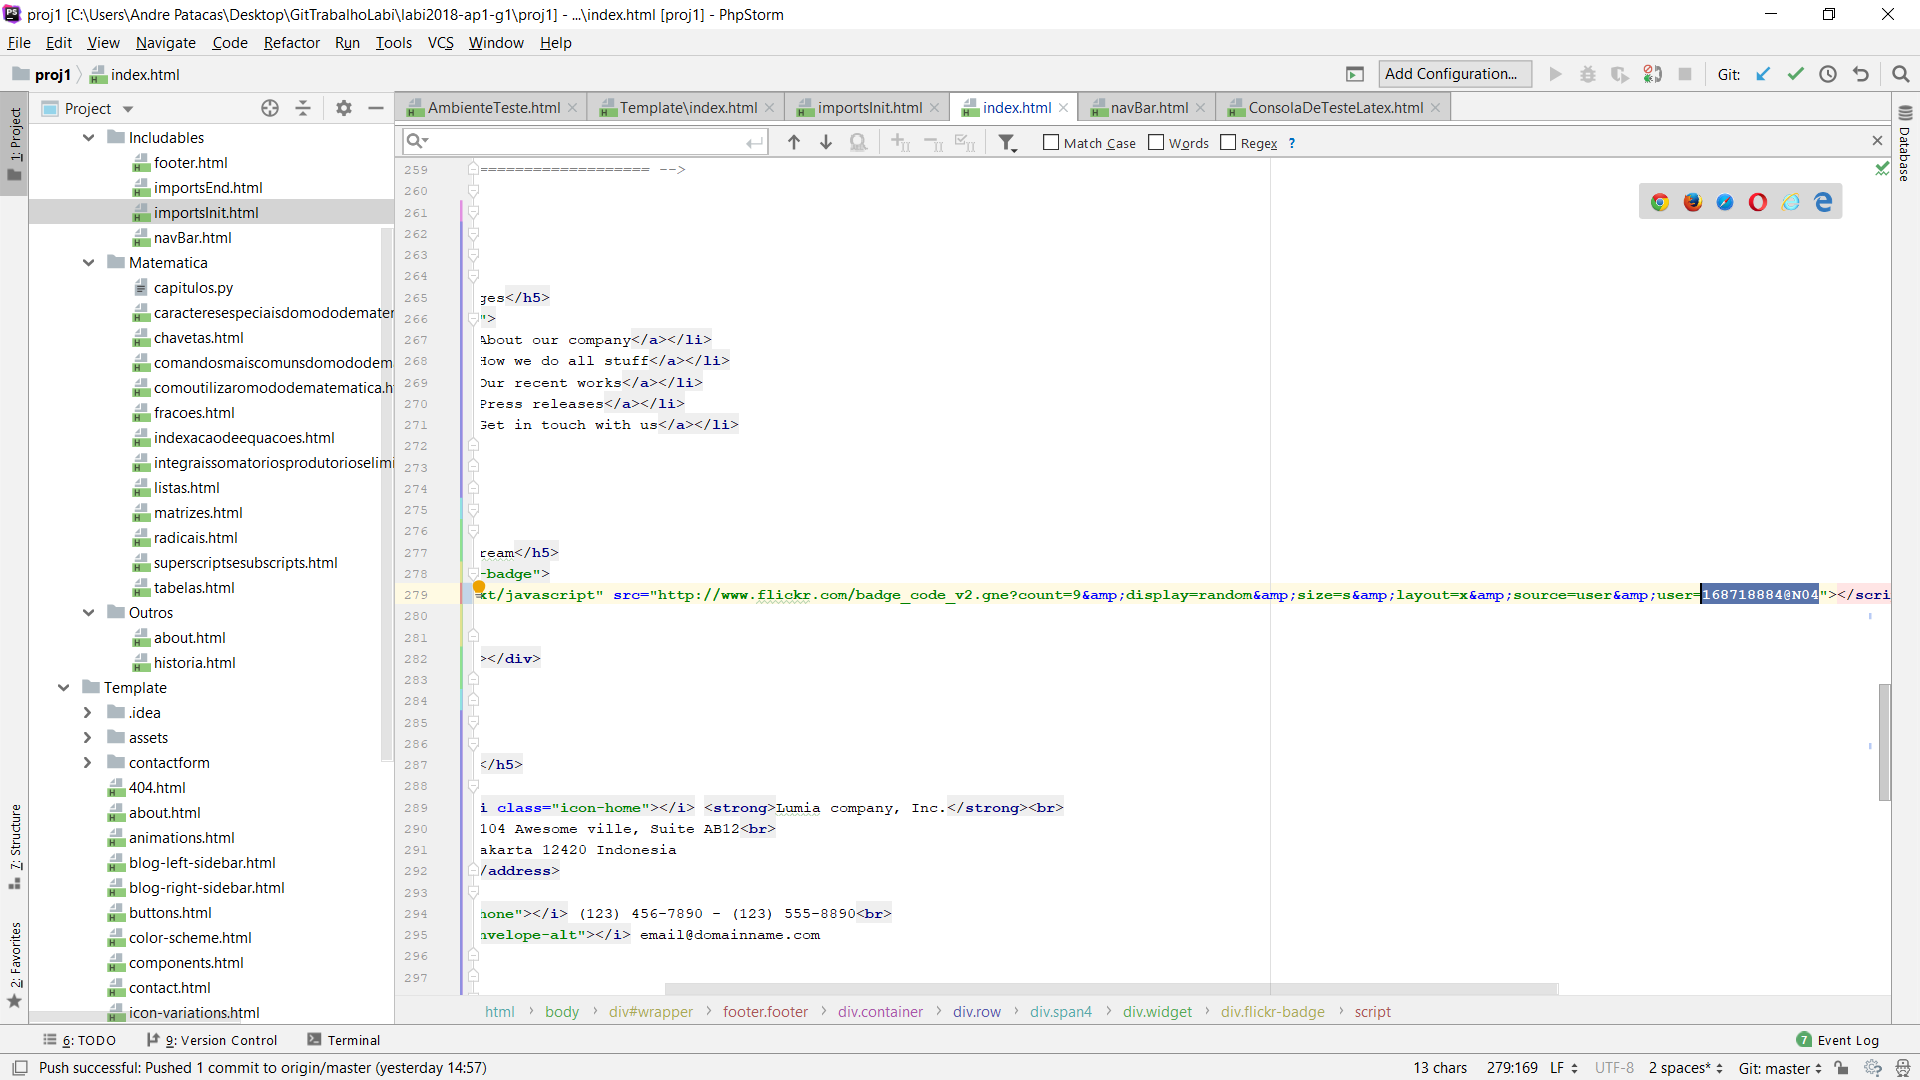 proj1 [C:\Users\Andre Patacas\Desktop\GitTrabalhoLabi\labi2018-ap1-g1\proj1] - ...\index.html [proj1] - PhpStorm
File Edit View Navigate Code Refactor Run Tools VCS Window Help
proj1 index.html Add Configuration... Git:
1: Project
Project
AmbienteTeste.html Template\index.html importsInit.html index.html navBar.html ConsolaDeTesteLatex.html
Match Case Words Regex ?
Database
Includables
footer.html
importsEnd.html
importsInit.html
navBar.html
Matematica
capitulos.py
caracteresespeciaisdomododemater
chavetas.html
comandosmaiscomunsdomododem
comoutilizaromododematematica.h
fracoes.html
indexacaodeequacoes.html
integraissomatoriosprodutorioselimi
listas.html
matrizes.html
radicais.html
superscriptsesubscripts.html
tabelas.html
Outros
about.html
historia.html
Template
.idea
assets
contactform
404.html
about.html
animations.html
blog-left-sidebar.html
blog-right-sidebar.html
buttons.html
color-scheme.html
components.html
contact.html
icon-variations.html
7: Structure
2: Favorites
259 =================== -->
260
261
262
263
264
265 ges</h5>
266 ">
267 About our company</a></li>
268 How we do all stuff</a></li>
269 Our recent works</a></li>
270 Press releases</a></li>
271 Get in touch with us</a></li>
272
273
274
275
276
277 ream</h5>
278 -badge">
279 xt/javascript" src="http://www.flickr.com/badge_code_v2.gne?count=9&amp;display=random&amp;size=s&amp;layout=x&amp;source=user&amp;user=168718884@N04"></scri
280
281
282 ></div>
283
284
285
286
287 </h5>
288
289 i class="icon-home"></i> <strong>Lumia company, Inc.</strong><br>
290 104 Awesome ville, Suite AB12<br>
291 akarta 12420 Indonesia
292 /address>
293
294 hone"></i> (123) 456-7890 - (123) 555-8890<br>
295 nvelope-alt"></i> email@domainname.com
296
297
html body div#wrapper footer.footer div.container div.row div.span4 div.widget div.flickr-badge script
6: TODO 9: Version Control Terminal 7 Event Log
Push successful: Pushed 1 commit to origin/master (yesterday 14:57) 13 chars 279:169 LF UTF-8 2 spaces* Git: master